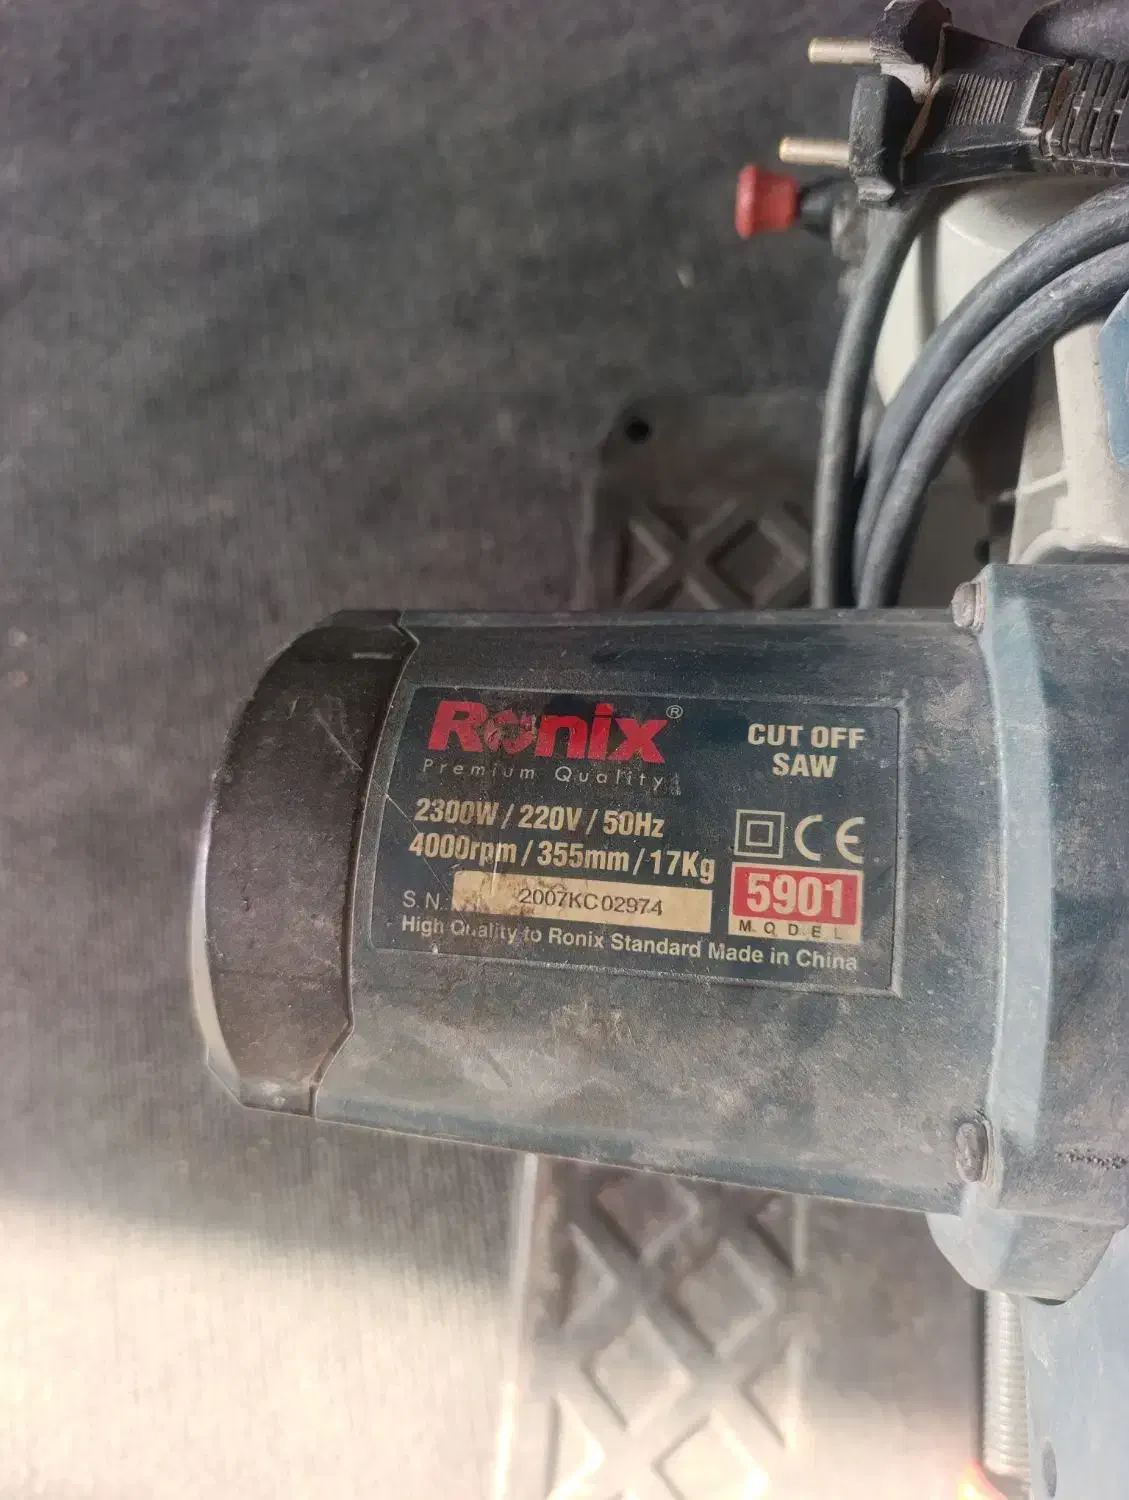 Ronix®
Premium Quality
CUT OFF
SAW
2300W / 220V / 50Hz
4000rpm / 355mm / 17Kg
CE
S.N.: 2007KC02974
5901
MODEL
High Quality to Ronix Standard Made in China